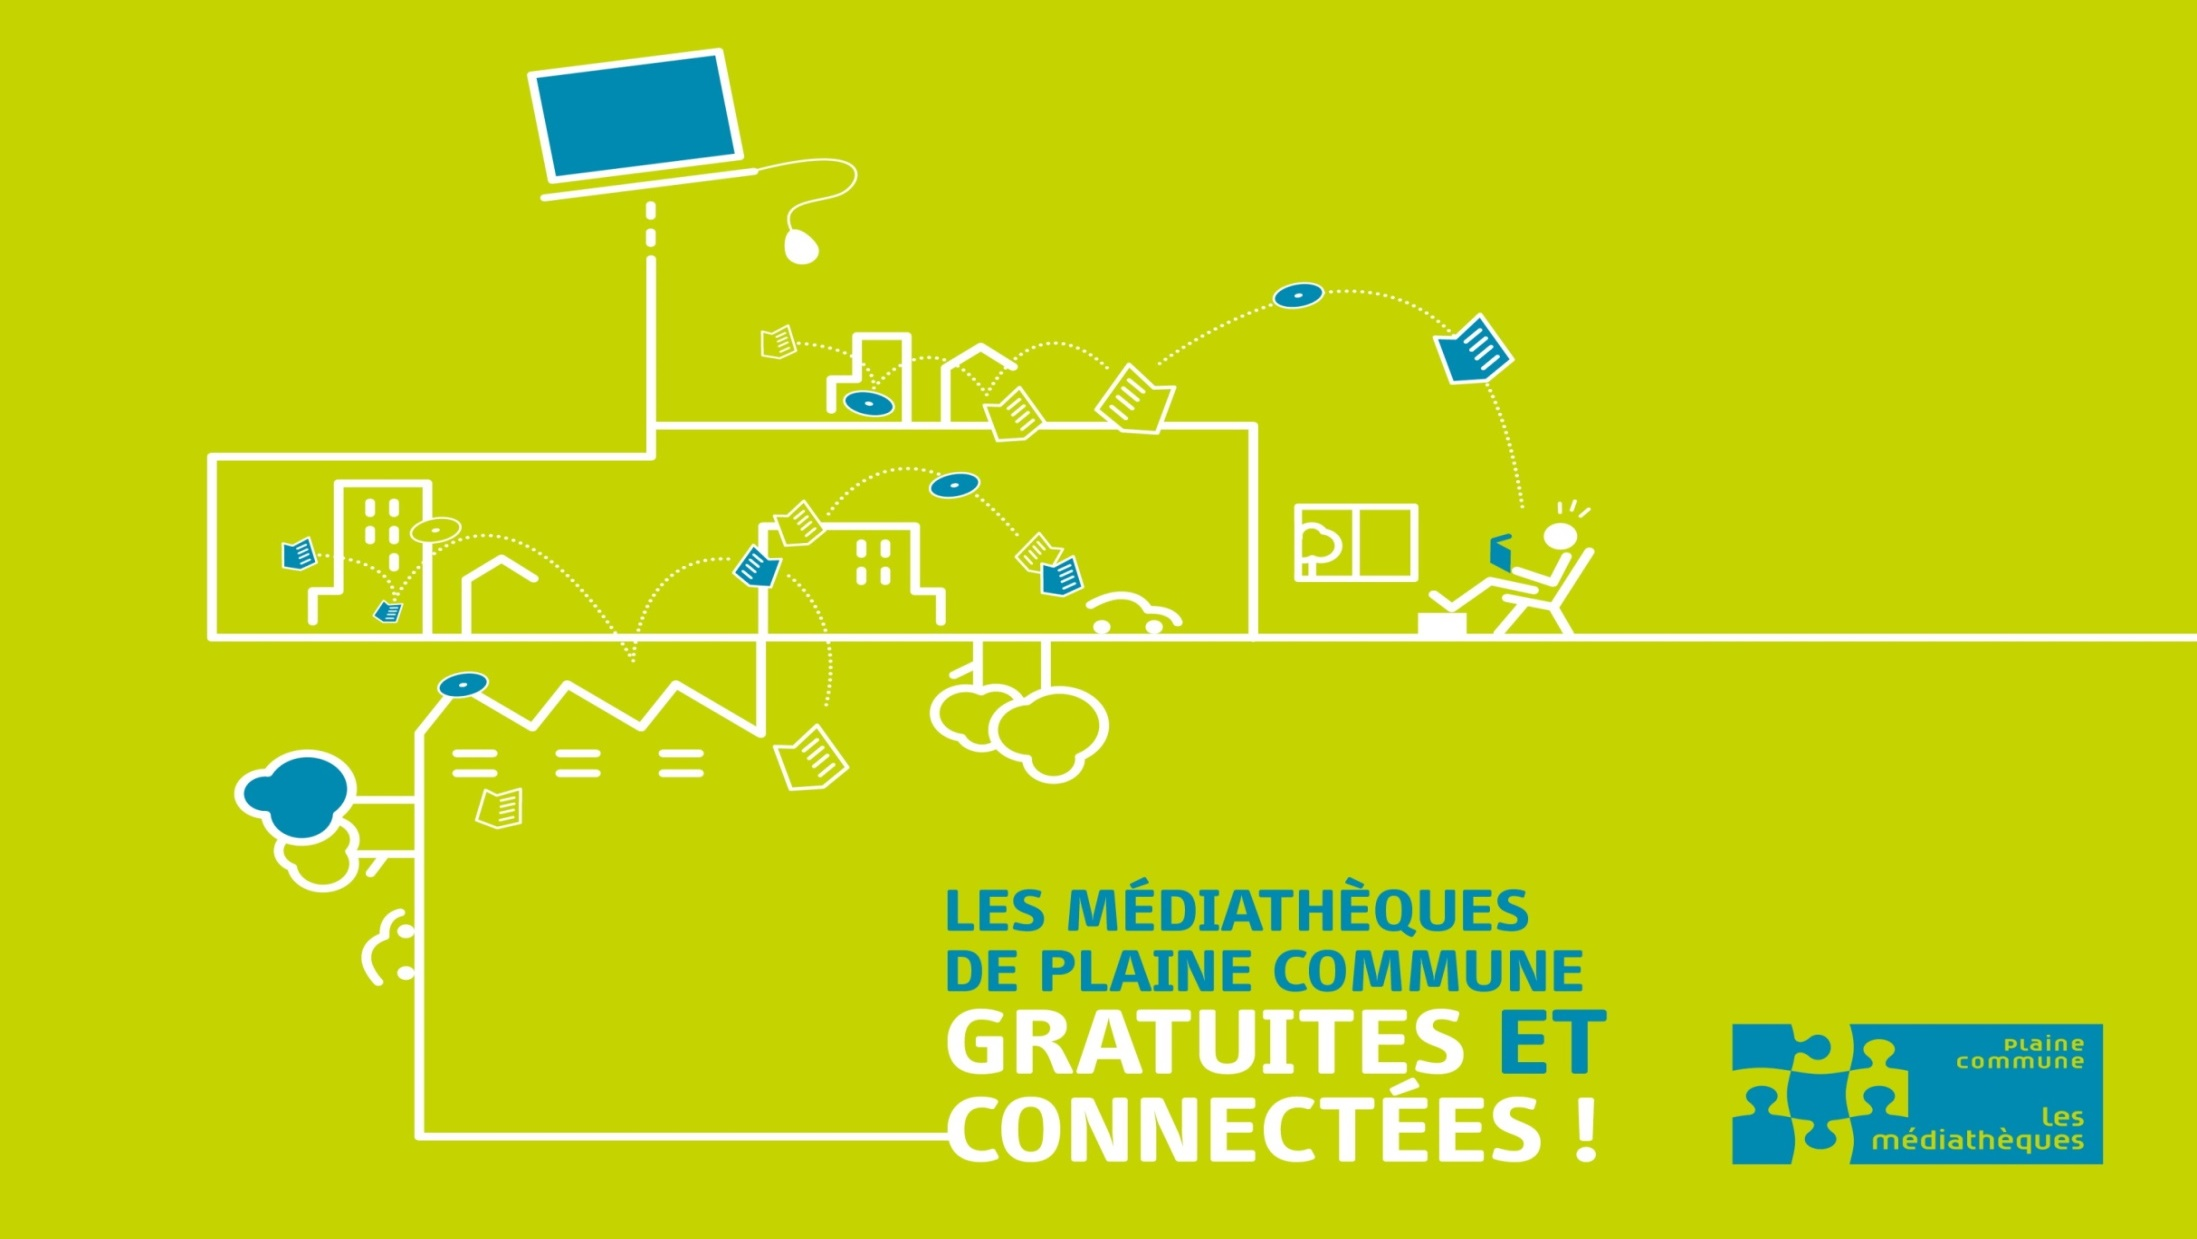 LES MÉDIATHÈQUES
DE PLAINE COMMUNE
GRATUITES ET
CONNECTÉES !
plaine
commune
Les
médiathèques